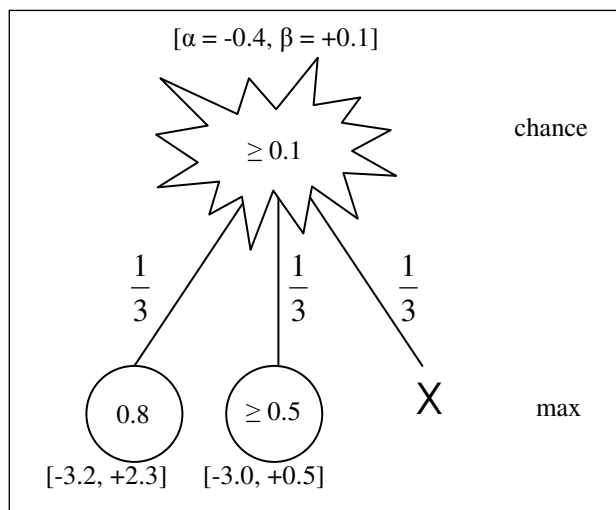 [α = -0.4, β = +0.1]
chance
≥ 0.1
1/3 1/3 1/3
0.8 ≥ 0.5 X max
[-3.2, +2.3] [-3.0, +0.5]